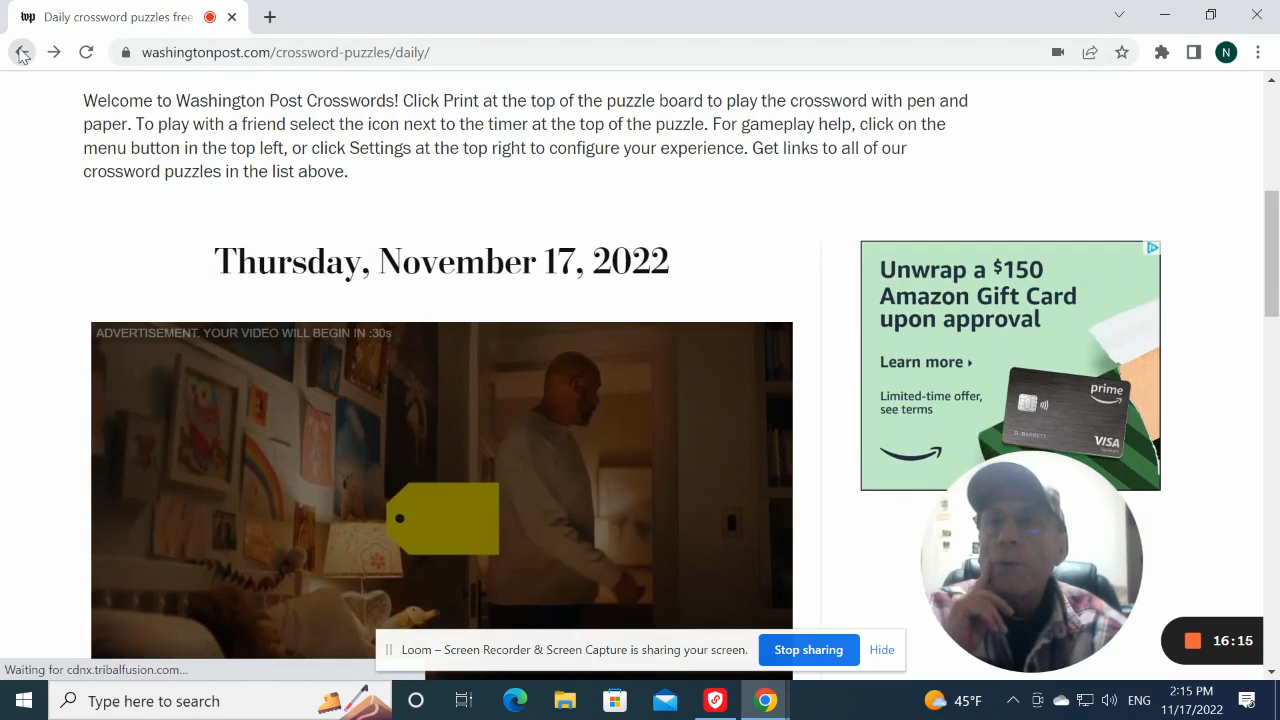 wp
Daily crossword puzzles free
washingtonpost.com/crossword-puzzles/daily/
N
Welcome to Washington Post Crosswords! Click Print at the top of the puzzle board to play the crossword with pen and
paper. To play with a friend select the icon next to the timer at the top of the puzzle. For gameplay help, click on the
menu button in the top left, or click Settings at the top right to configure your experience. Get links to all of our
crossword puzzles in the list above.
Thursday, November 17, 2022
ADVERTISEMENT. YOUR VIDEO WILL BEGIN IN :30s
Unwrap a $150
Amazon Gift Card
upon approval
Learn more
Limited-time offer,
see terms
prime
D. BARRETT
VISA
Loom – Screen Recorder & Screen Capture is sharing your screen.
Stop sharing
Hide
16:15
Waiting for cdnx.tribalfusion.com...
Type here to search
45°F
ENG
2:15 PM
11/17/2022